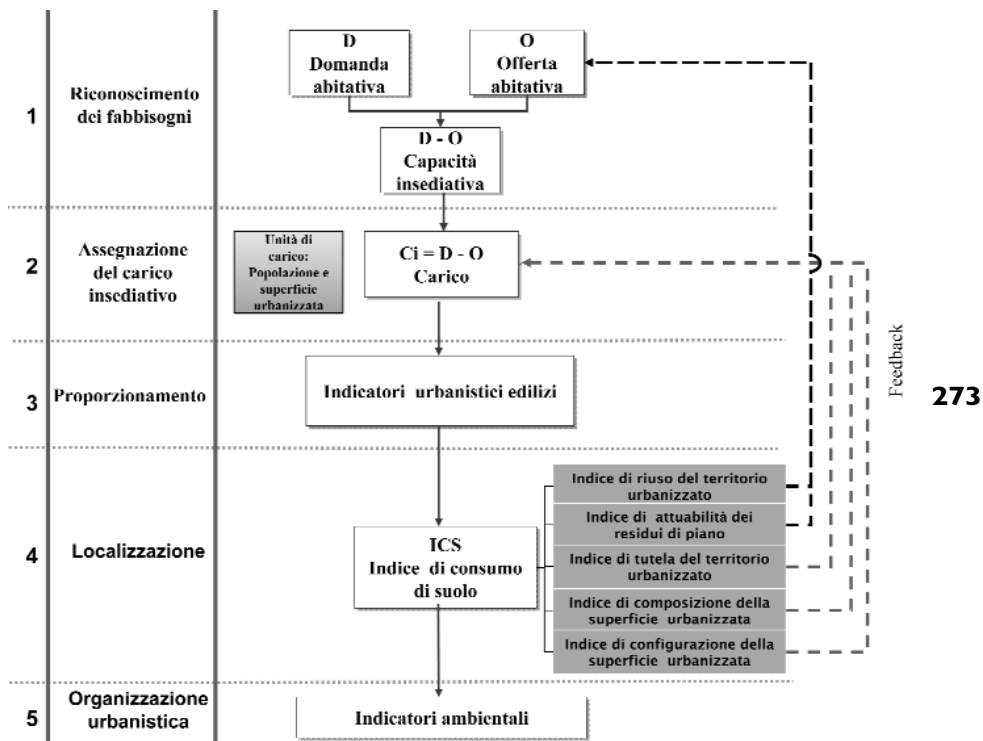 1
Riconoscimento
dei fabbisogni
D
Domanda
abitativa
O
Offerta
abitativa
D - O
Capacità
insediativa
2
Assegnazione
del carico
insediativo
Unità di
carico:
Popolazione e
superficie
urbanizzata
Ci = D - O
Carico
3
Proporzionamento
Indicatori urbanistici edilizi
4
Localizzazione
ICS
Indice di consumo
di suolo
Indice di riuso del territorio
urbanizzato
Indice di attuabilità dei
residui di piano
Indice di tutela del territorio
urbanizzato
Indice di composizione della
superficie urbanizzata
Indice di configurazione della
superficie urbanizzata
5
Organizzazione
urbanistica
Indicatori ambientali
Feedback
273